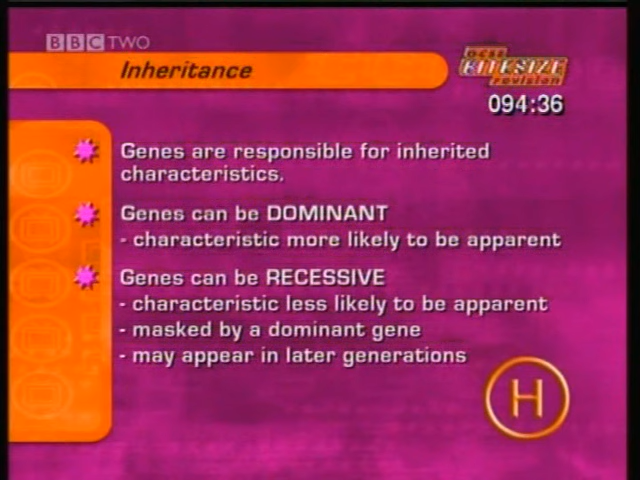 BBC TWO
Inheritance
GCSE
BITESIZE
revision
094:36
Genes are responsible for inherited
characteristics.
Genes can be DOMINANT
- characteristic more likely to be apparent
Genes can be RECESSIVE
- characteristic less likely to be apparent
- masked by a dominant gene
- may appear in later generations
H